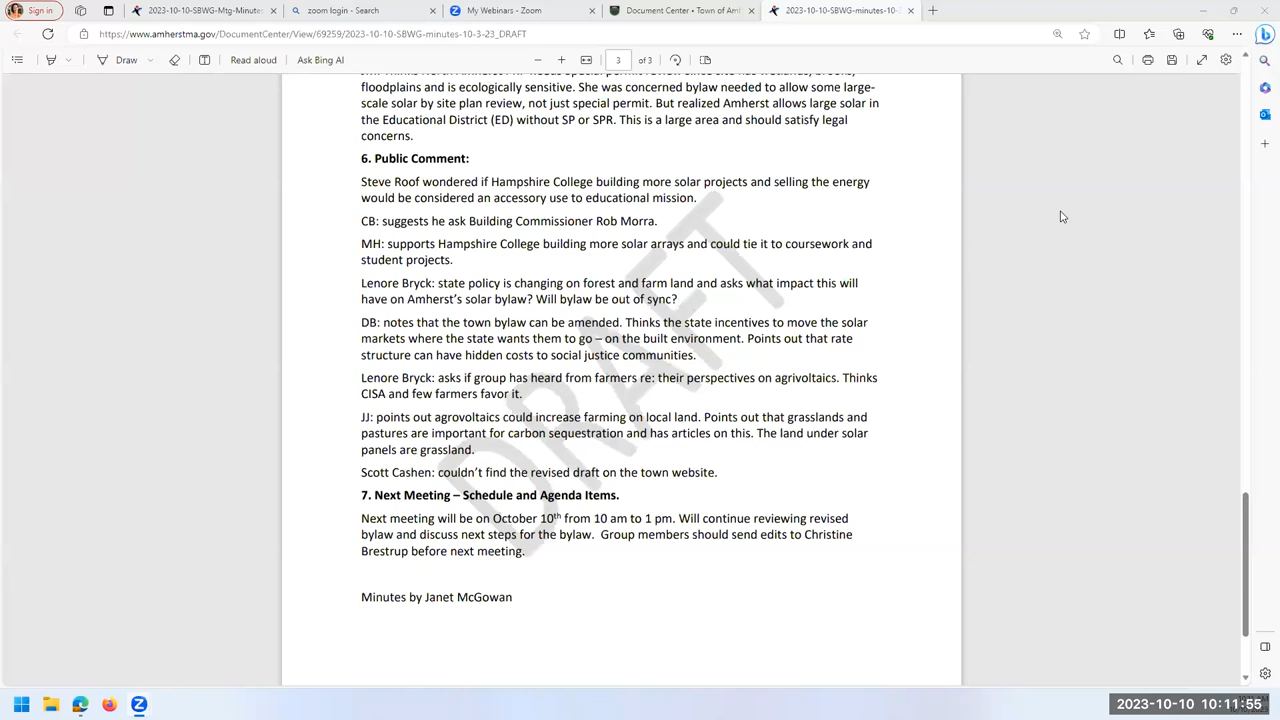 Sign in
2023-10-10-SBWG-Mtg-Minutes
zoom login - Search
My Webinars - Zoom
Document Center • Town of Am
2023-10-10-SBWG-minutes-10-3-2
https://www.amherstma.gov/DocumentCenter/View/69259/2023-10-10-SBWG-minutes-10-3-23_DRAFT
Draw
Read aloud
Ask Bing AI
3 of 3
floodplains and is ecologically sensitive. She was concerned bylaw needed to allow some large-
scale solar by site plan review, not just special permit. But realized Amherst allows large solar in
the Educational District (ED) without SP or SPR. This is a large area and should satisfy legal
concerns.
6. Public Comment:
Steve Roof wondered if Hampshire College building more solar projects and selling the energy
would be considered an accessory use to educational mission.
CB: suggests he ask Building Commissioner Rob Morra.
MH: supports Hampshire College building more solar arrays and could tie it to coursework and
student projects.
Lenore Bryck: state policy is changing on forest and farm land and asks what impact this will
have on Amherst’s solar bylaw? Will bylaw be out of sync?
DB: notes that the town bylaw can be amended. Thinks the state incentives to move the solar
markets where the state wants them to go – on the built environment. Points out that rate
structure can have hidden costs to social justice communities.
Lenore Bryck: asks if group has heard from farmers re: their perspectives on agrivoltaics. Thinks
CISA and few farmers favor it.
JJ: points out agrovoltaics could increase farming on local land. Points out that grasslands and
pastures are important for carbon sequestration and has articles on this. The land under solar
panels are grassland.
Scott Cashen: couldn’t find the revised draft on the town website.
7. Next Meeting – Schedule and Agenda Items.
Next meeting will be on October 10th from 10 am to 1 pm. Will continue reviewing revised
bylaw and discuss next steps for the bylaw. Group members should send edits to Christine
Brestrup before next meeting.
Minutes by Janet McGowan
DRAFT
2023-10-10 10:11:55